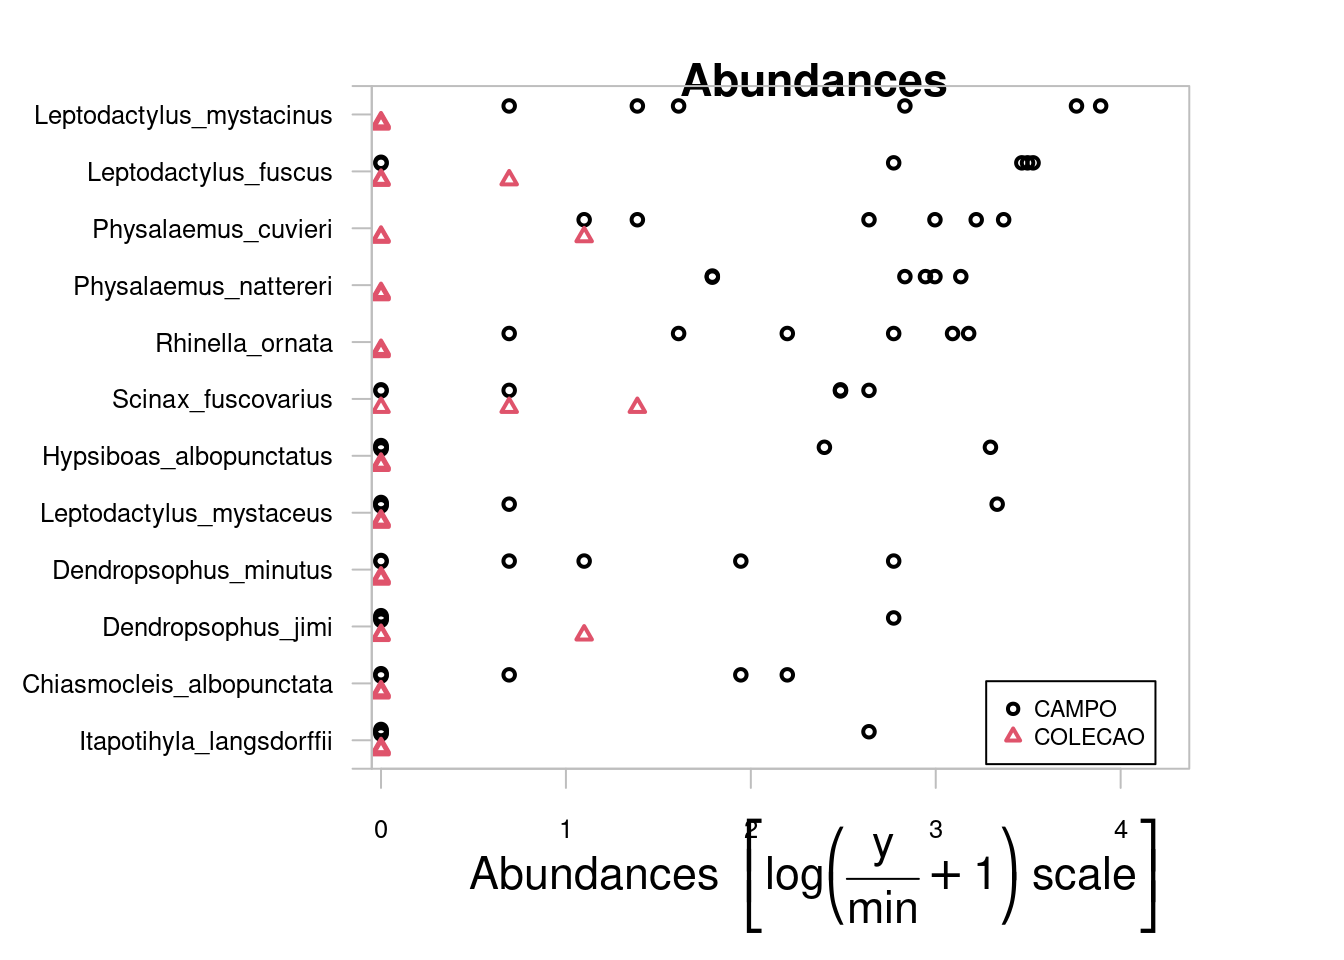 Abundances
Leptodactylus_mystacinus
Leptodactylus_fuscus
Physalaemus_cuvieri
Physalaemus_nattereri
Rhinella_ornata
Scinax_fuscovarius
Hypsiboas_albopunctatus
Leptodactylus_mystaceus
Dendropsophus_minutus
Dendropsophus_jimi
Chiasmocleis_albopunctata
Itapotihyla_langsdorffii
CAMPO
COLECAO
0 1 2 3 4
Abundances [log(y/min + 1) scale]